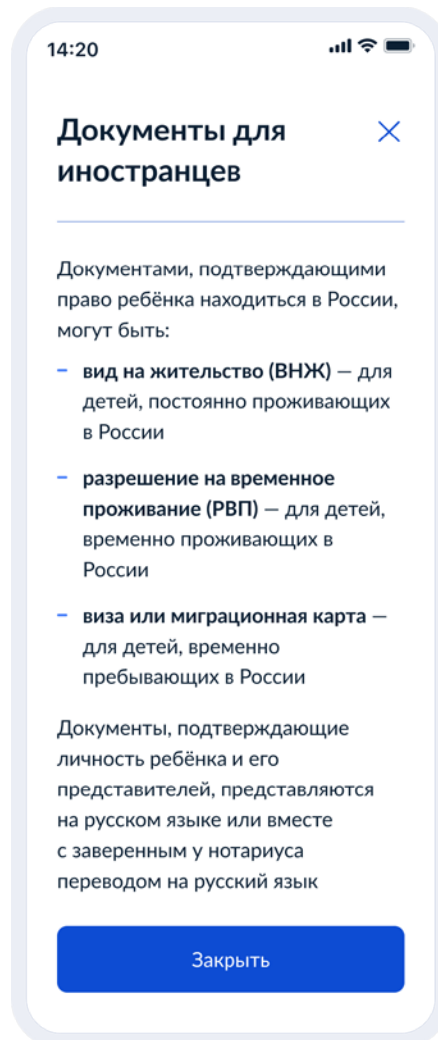 14:20
Документы для
иностранцев
Документами, подтверждающими
право ребёнка находиться в России,
могут быть:
– вид на жительство (ВНЖ) — для
детей, постоянно проживающих
в России
– разрешение на временное
проживание (РВП) — для детей,
временно проживающих в
России
– виза или миграционная карта —
для детей, временно
пребывающих в России
Документы, подтверждающие
личность ребёнка и его
представителей, представляются
на русском языке или вместе
с заверенным у нотариуса
переводом на русский язык
Закрыть